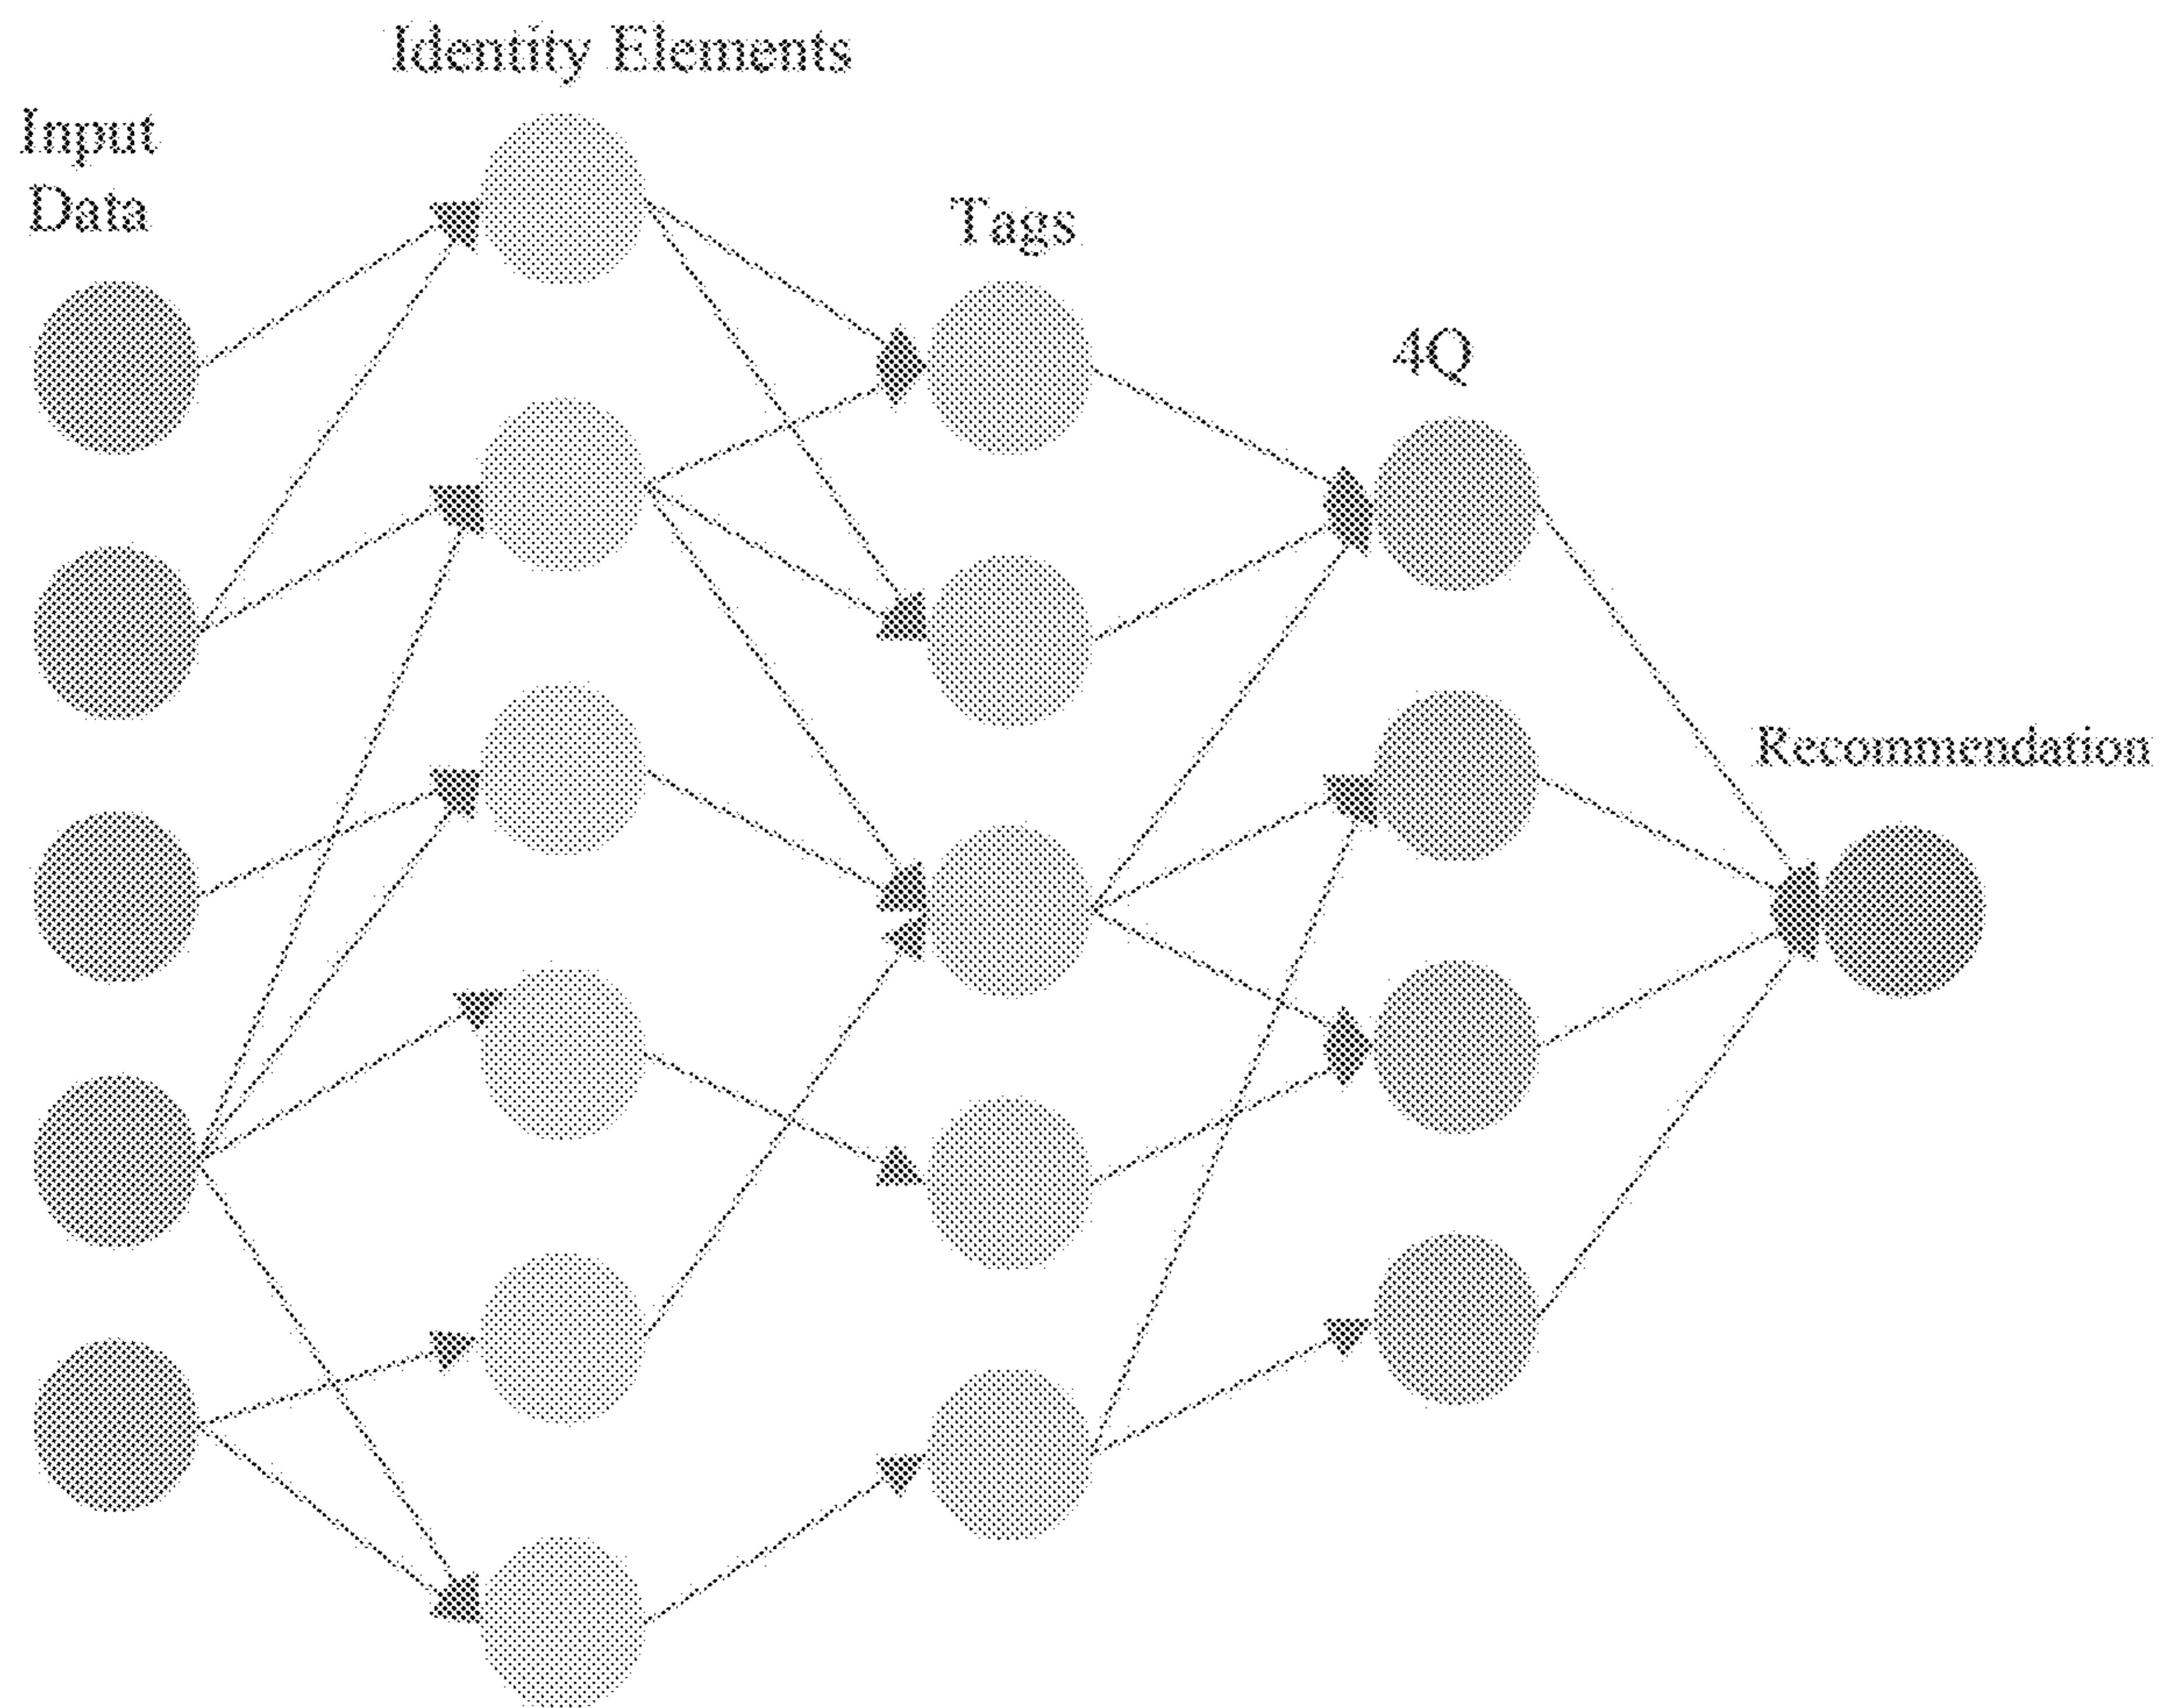 Identity Elements
Input
Data
Tags
4Q
Recommendation